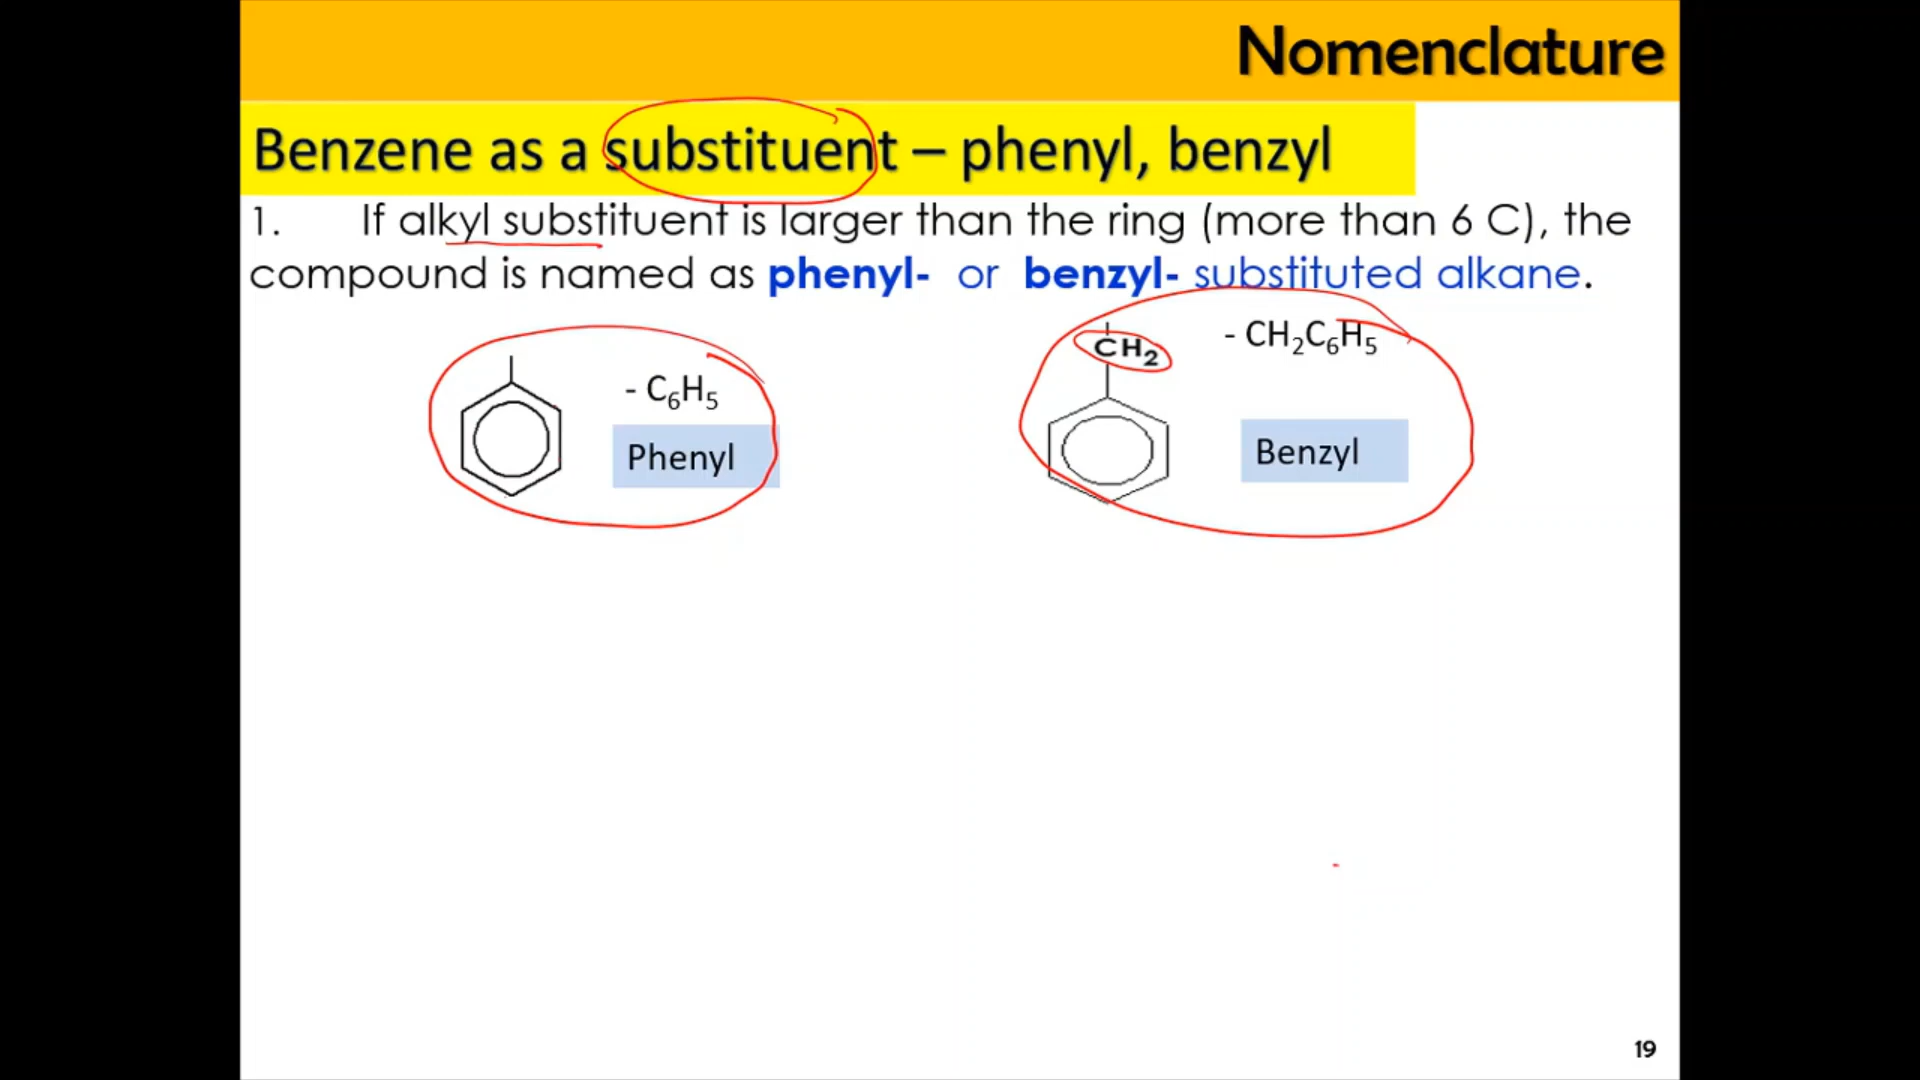 Nomenclature
Benzene as a substituent – phenyl, benzyl
1. If alkyl substituent is larger than the ring (more than 6 C), the
compound is named as phenyl- or benzyl- substituted alkane.
CH₂
- CH₂C₆H₅
- C₆H₅
Phenyl
Benzyl
19